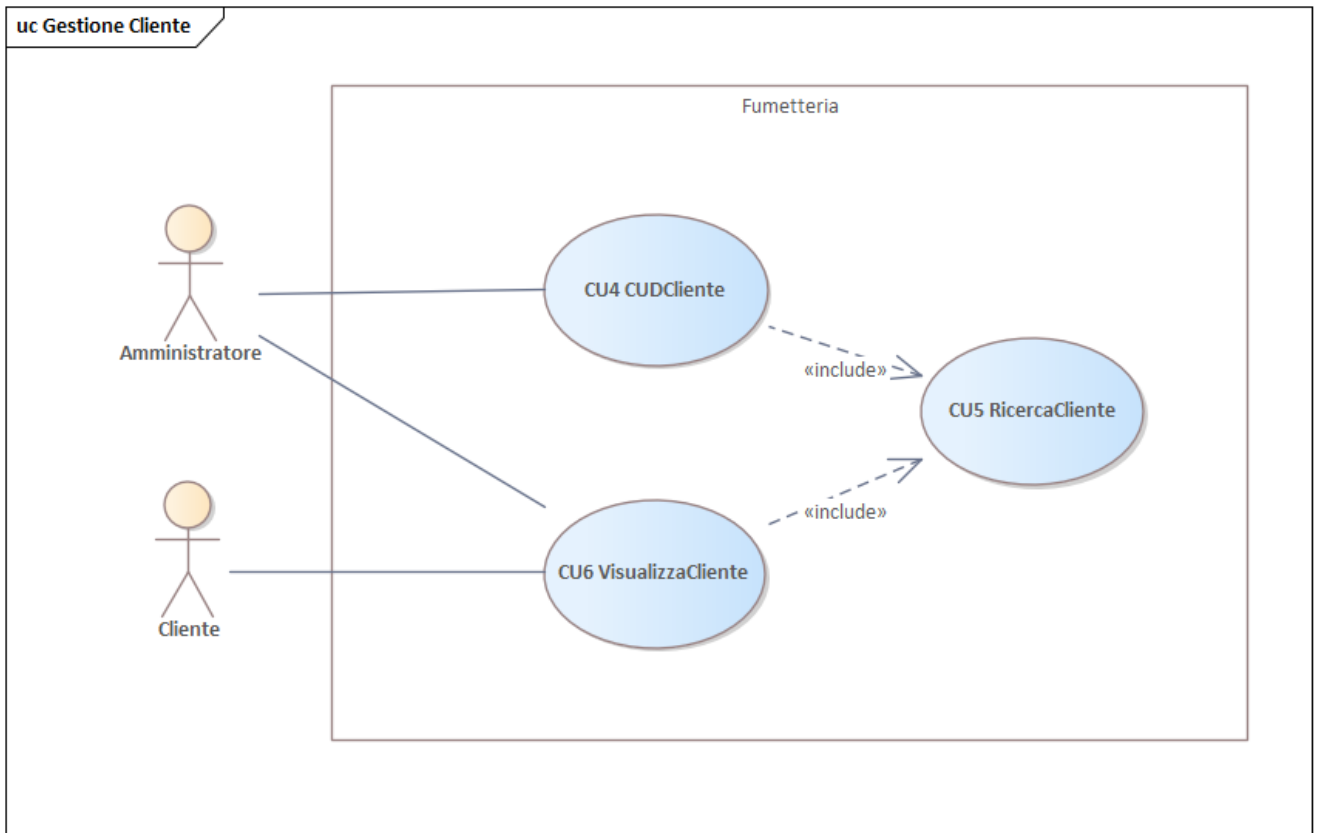 uc Gestione Cliente
Fumetteria
Amministratore
CU4 CUDCliente
«include»
CU5 RicercaCliente
«include»
CU6 VisualizzaCliente
Cliente